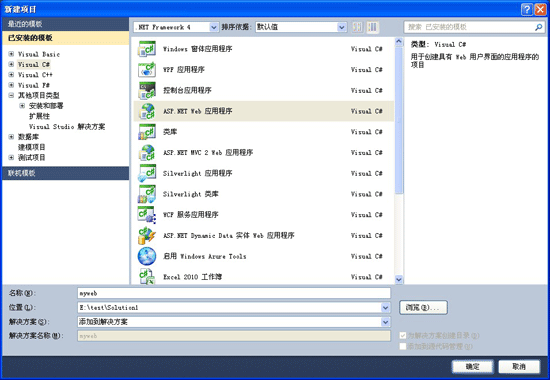 新建项目
最近的模板
.NET Framework 4
排序依据:
默认值
搜索 已安装的模板
已安装的模板
Visual Basic
Visual C#
Visual C++
Visual F#
其他项目类型
安装和部署
扩展性
Visual Studio 解决方案
数据库
建模项目
测试项目
联机模板
Windows 窗体应用程序 Visual C#
WPF 应用程序 Visual C#
控制台应用程序 Visual C#
ASP.NET Web 应用程序 Visual C#
类库 Visual C#
ASP.NET MVC 2 Web 应用程序 Visual C#
Silverlight 应用程序 Visual C#
Silverlight 类库 Visual C#
WCF 服务应用程序 Visual C#
ASP.NET Dynamic Data 实体 Web 应用程序 Visual C#
启用 Windows Azure Tools Visual C#
Excel 2010 工作簿 Visual C#
类型: Visual C#
用于创建具有 Web 用户界面的应用程序的
项目
名称(N): myweb
位置(L): E:\text\Solution1
浏览(B)...
解决方案(S): 添加到解决方案
解决方案名称(M): myweb
为解决方案创建目录(D)
添加到源代码管理(U)
确定
取消